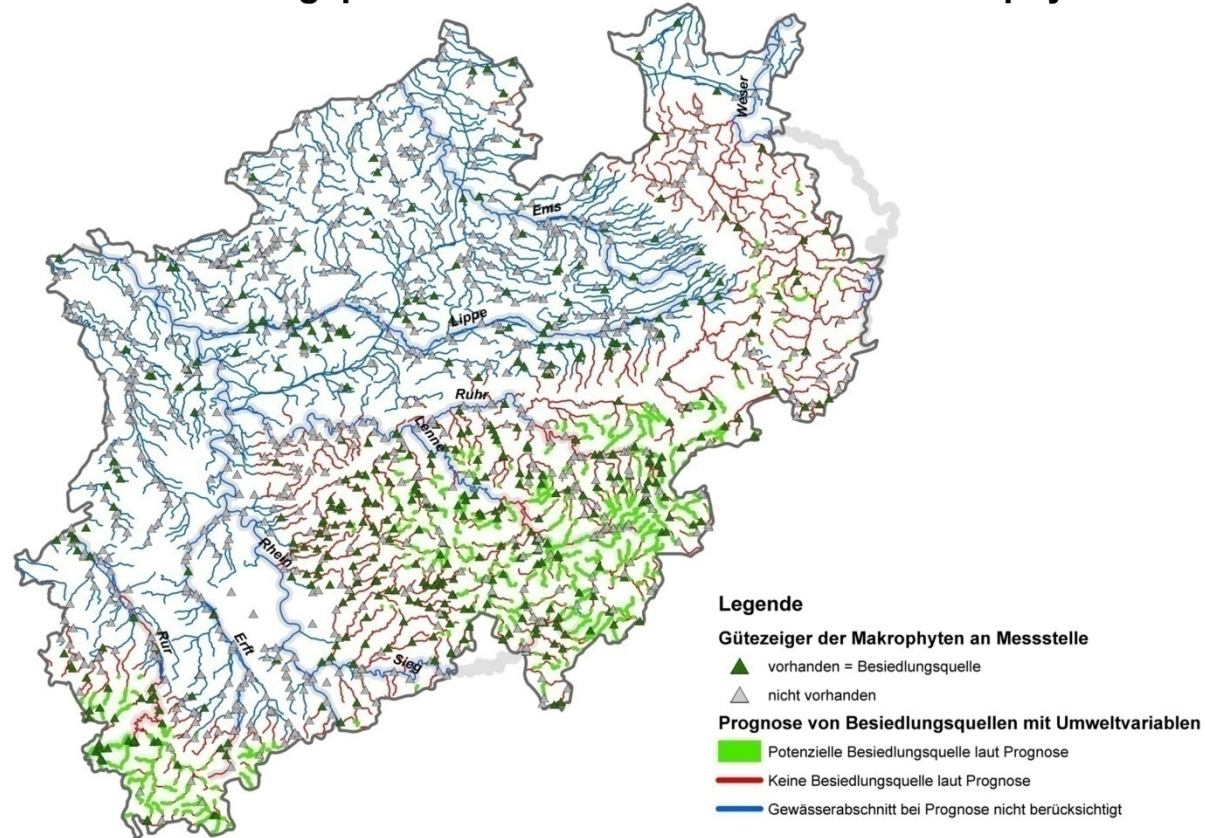 Weser
Ems
Lippe
Ruhr
Lenne
Rhein
Rur
Erft
Sieg
Legende
Gütezeiger der Makrophyten an Messstelle
vorhanden = Besiedlungsquelle
nicht vorhanden
Prognose von Besiedlungsquellen mit Umweltvariablen
Potenzielle Besiedlungsquelle laut Prognose
Keine Besiedlungsquelle laut Prognose
Gewässerabschnitt bei Prognose nicht berücksichtigt